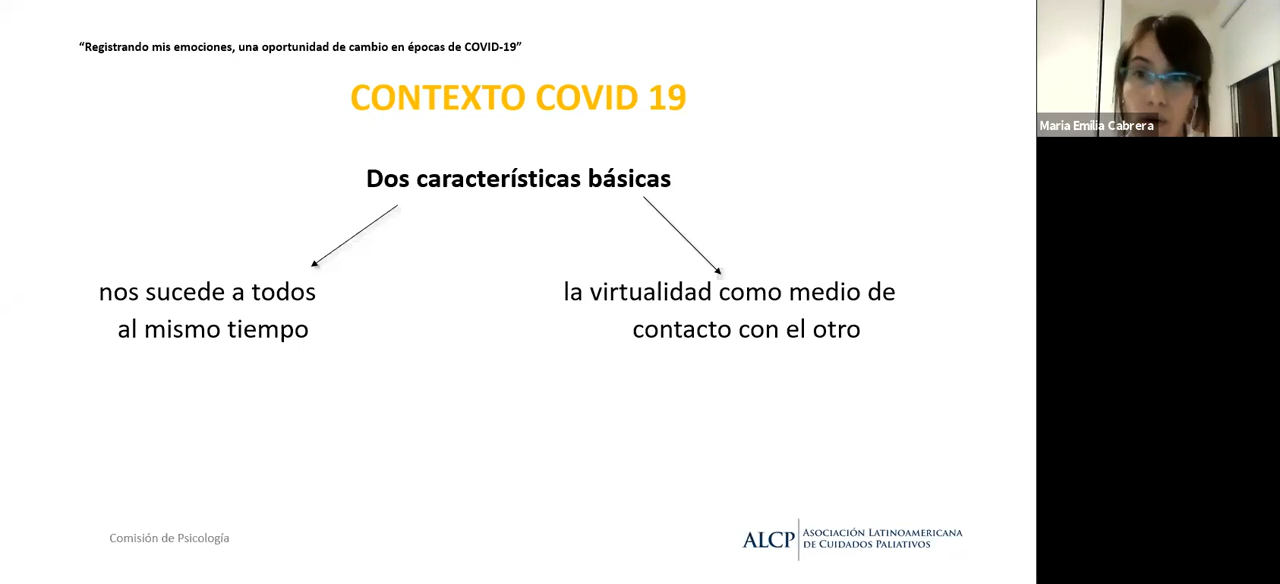 “Registrando mis emociones, una oportunidad de cambio en épocas de COVID-19”
CONTEXTO COVID 19
Dos características básicas
nos sucede a todos
al mismo tiempo
la virtualidad como medio de
contacto con el otro
Comisión de Psicología
ALCP
Asociación Latinoamericana
de Cuidados Paliativos
Maria Emilia Cabrera